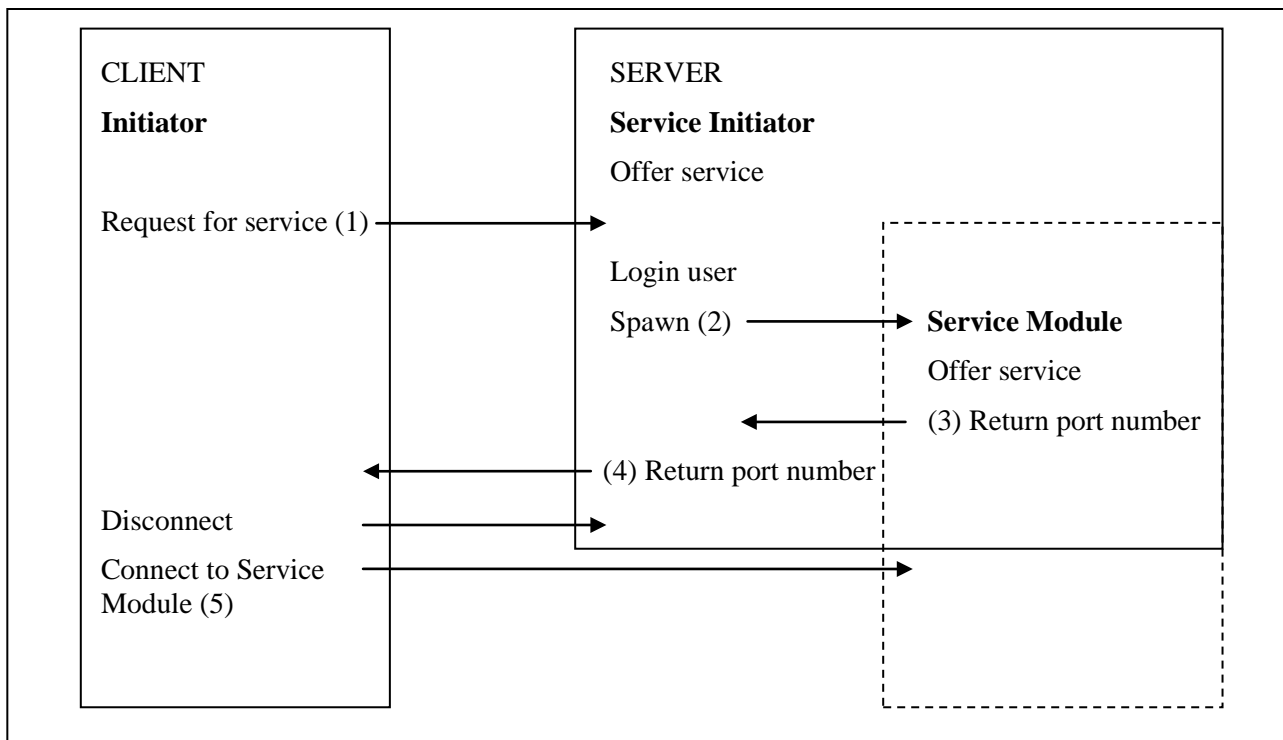 CLIENT
Initiator
Request for service (1)
Disconnect
Connect to Service
Module (5)
SERVER
Service Initiator
Offer service
Login user
Spawn (2)
Service Module
Offer service
(3) Return port number
(4) Return port number